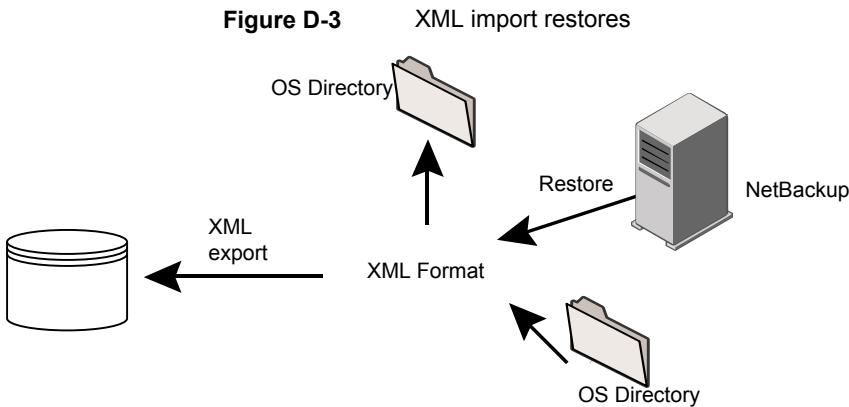 Figure D-3 XML import restores
OS Directory
Restore
NetBackup
XML
export
XML Format
OS Directory